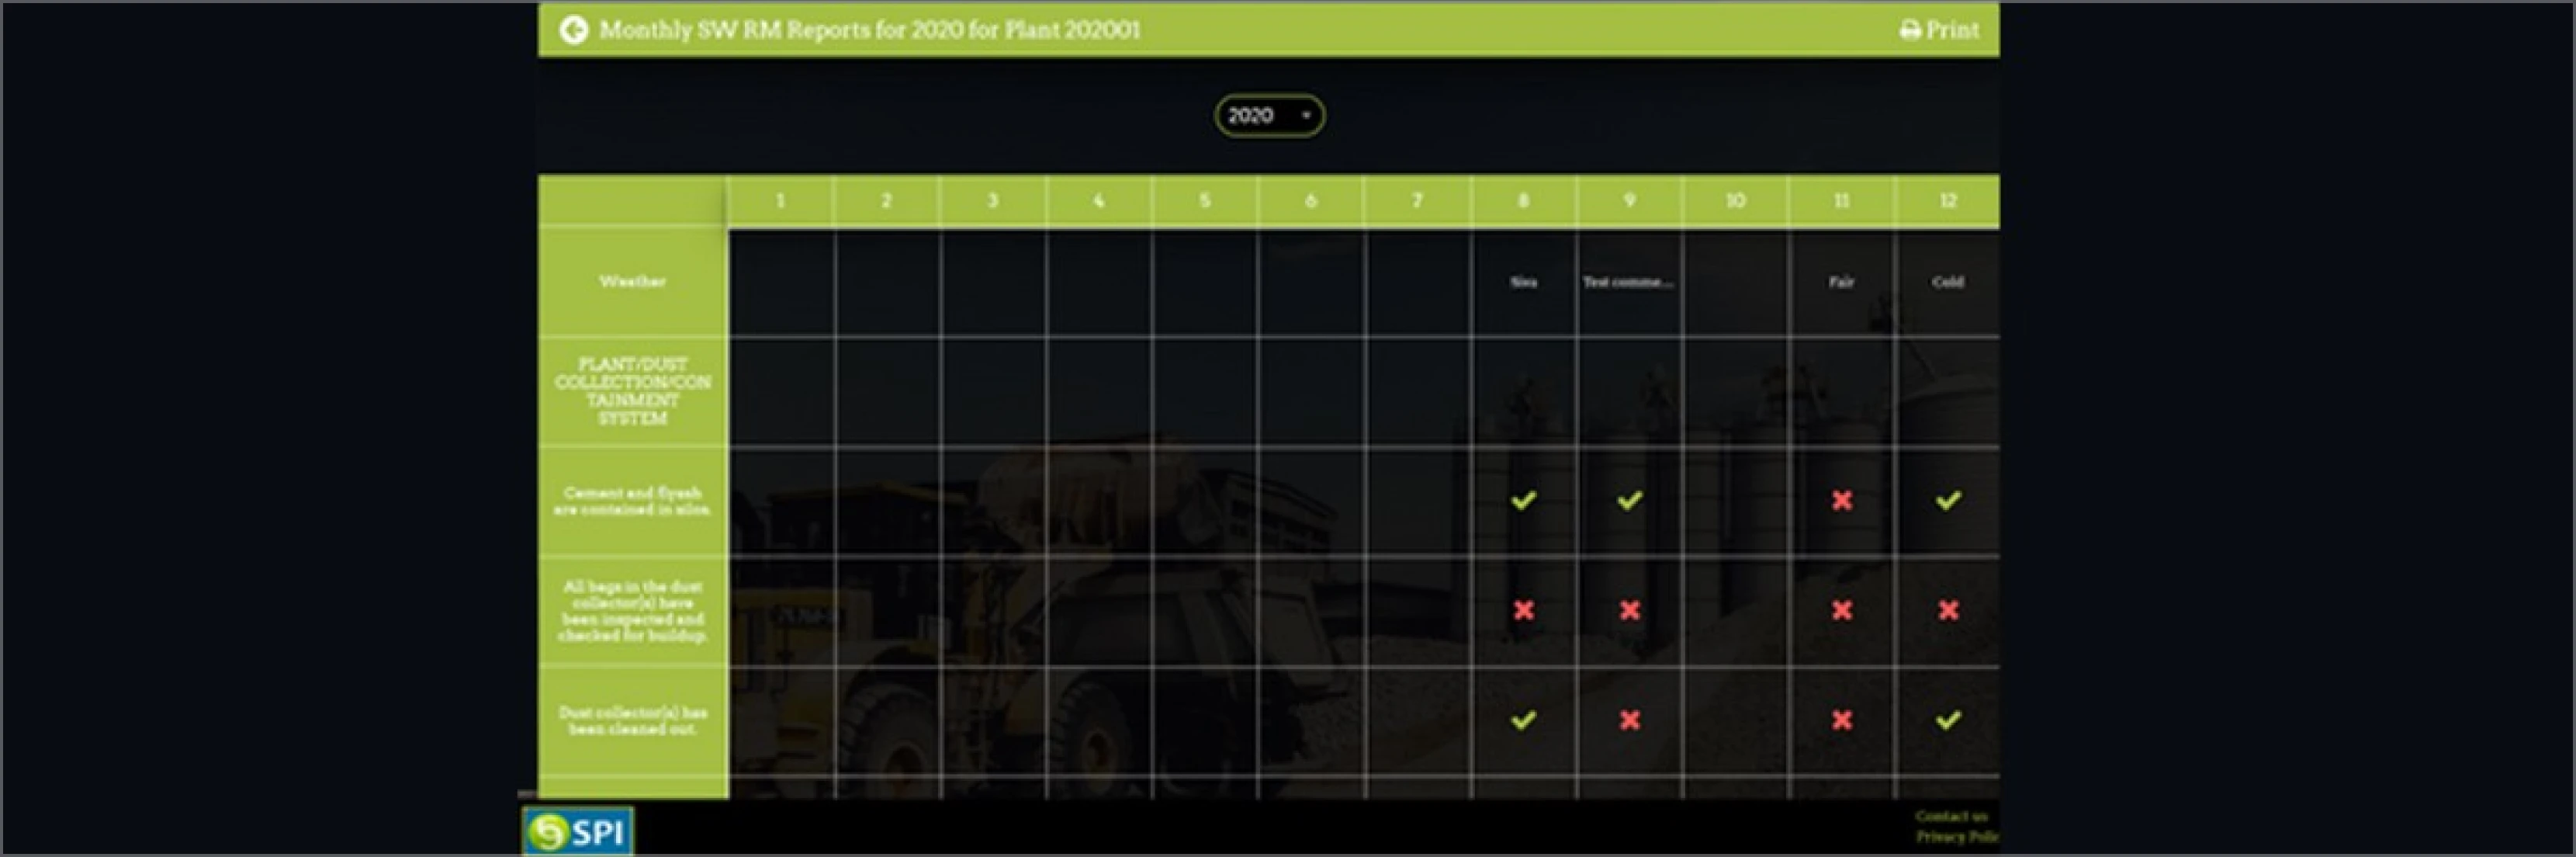 Monthly SW RM Reports for 2020 for Plant 202001
Print
2020
1 2 3 4 5 6 7 8 9 10 11 12
Weather Siva Test comme... Fair Cold
PLANT/DUST
COLLECTION/CON
TAINMENT
SYSTEM
Cement and flyash
are contained in silos.
All bags in the dust
collector(s) have
been inspected and
checked for buildup.
Dust collector(s) has
been cleaned out.
SPI
Contact us
Privacy Polic